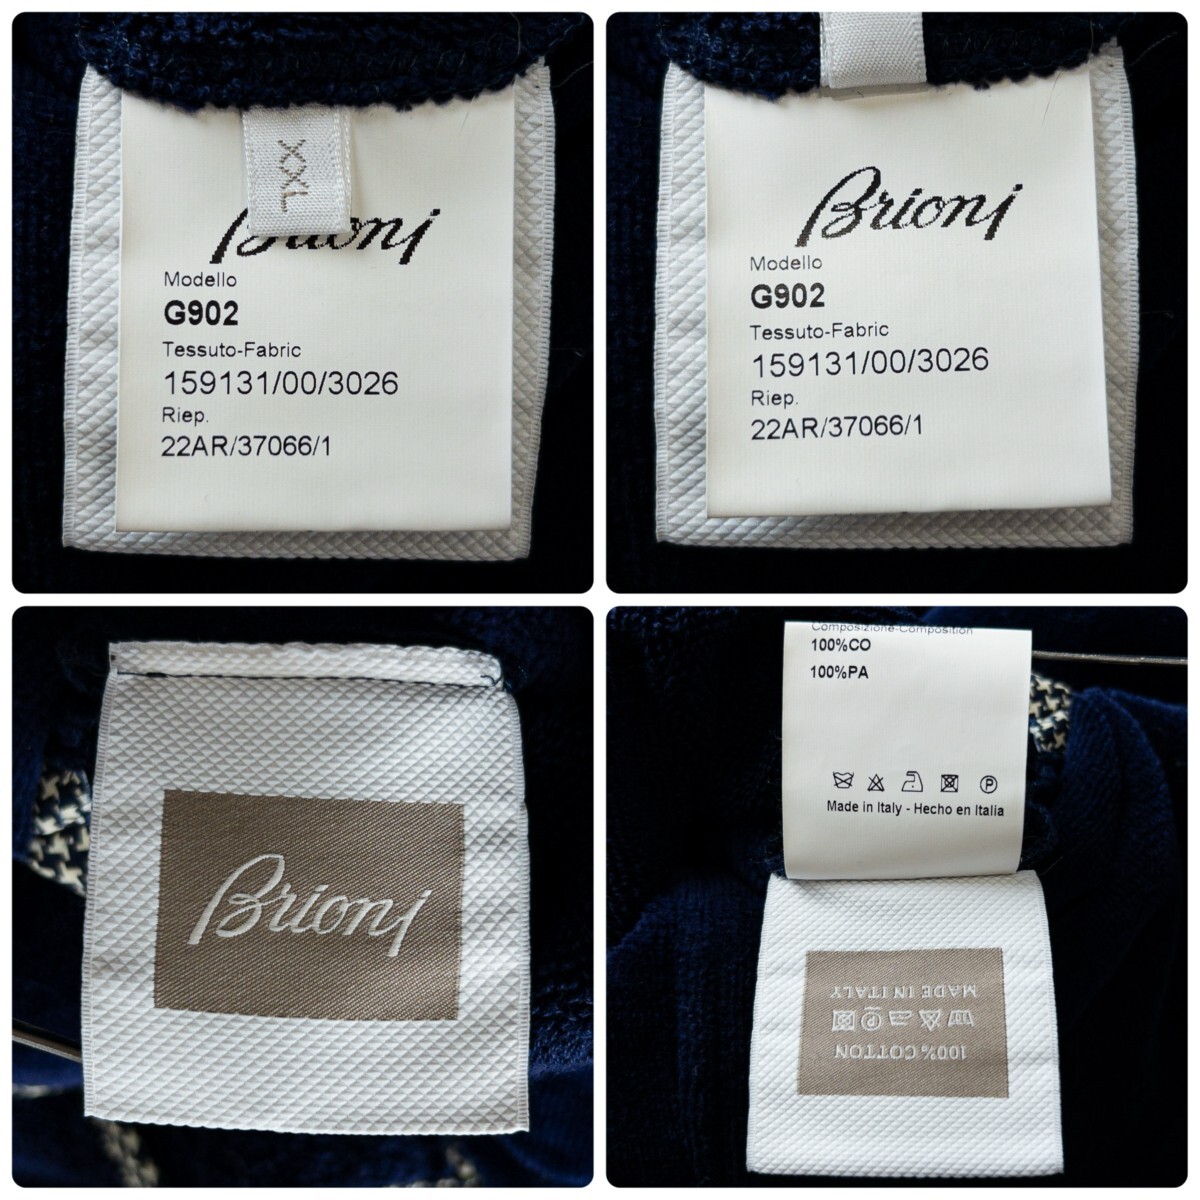 XXL
Brioni
Modello
G902
Tessuto-Fabric
159131/00/3026
Riep.
22AR/37066/1
Brioni
Modello
G902
Tessuto-Fabric
159131/00/3026
Riep.
22AR/37066/1
Brioni
Composizione-Composition
100%CO
100%PA
Made in Italy - Hecho en Italia
100% COTTON
MADE IN ITALY